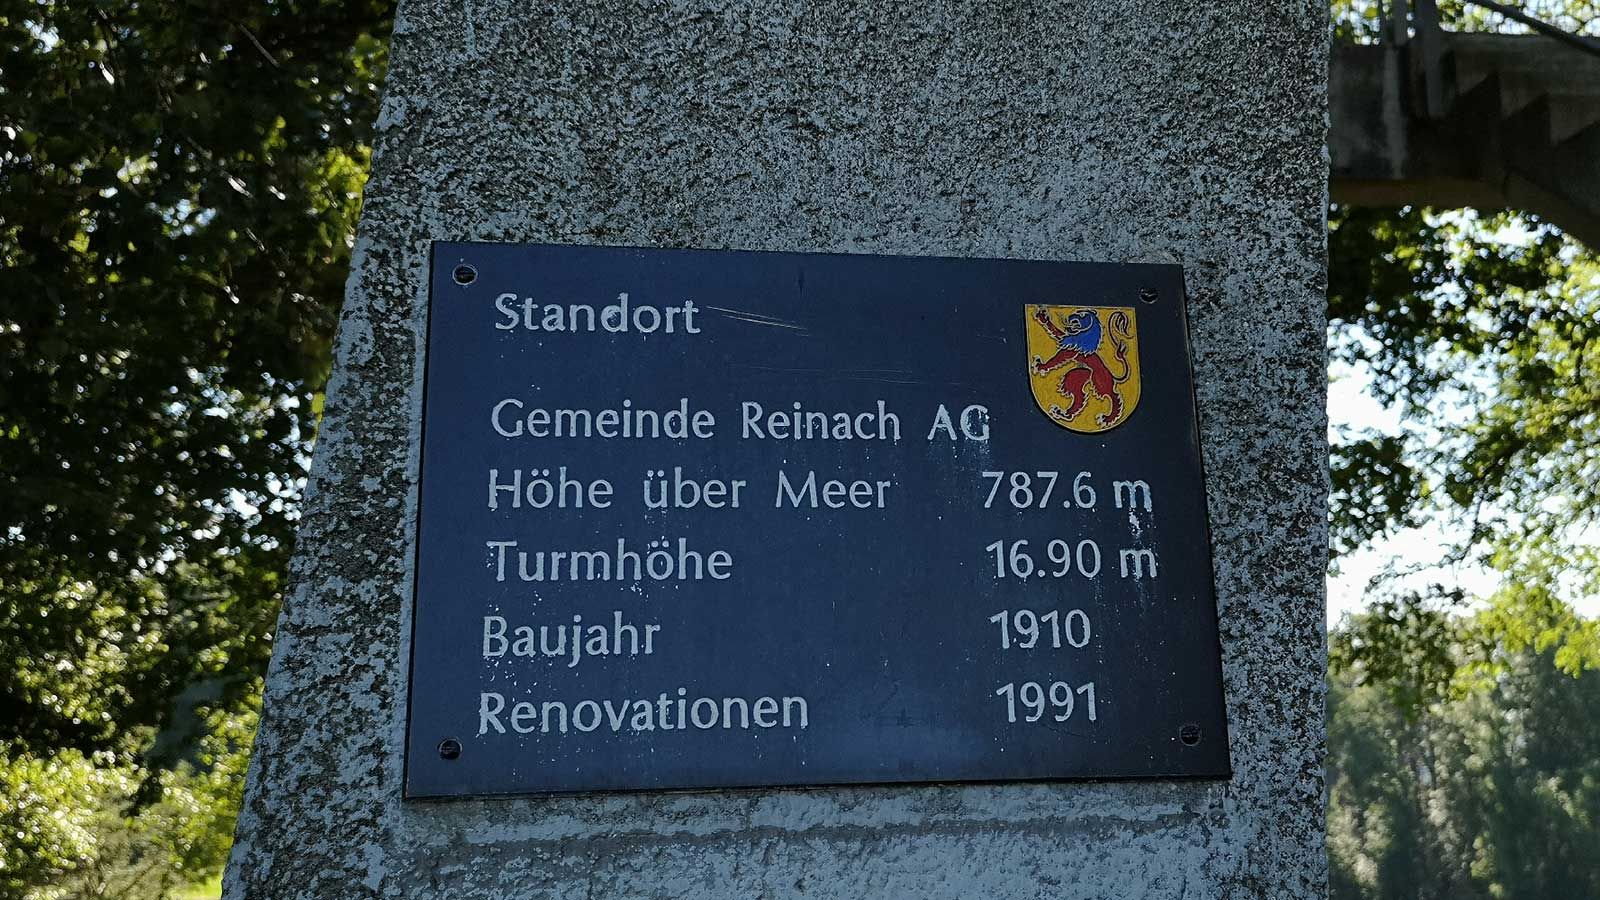 Standort
Gemeinde Reinach AG
Höhe über Meer 787.6 m
Turmhöhe 16.90 m
Baujahr 1910
Renovationen 1991